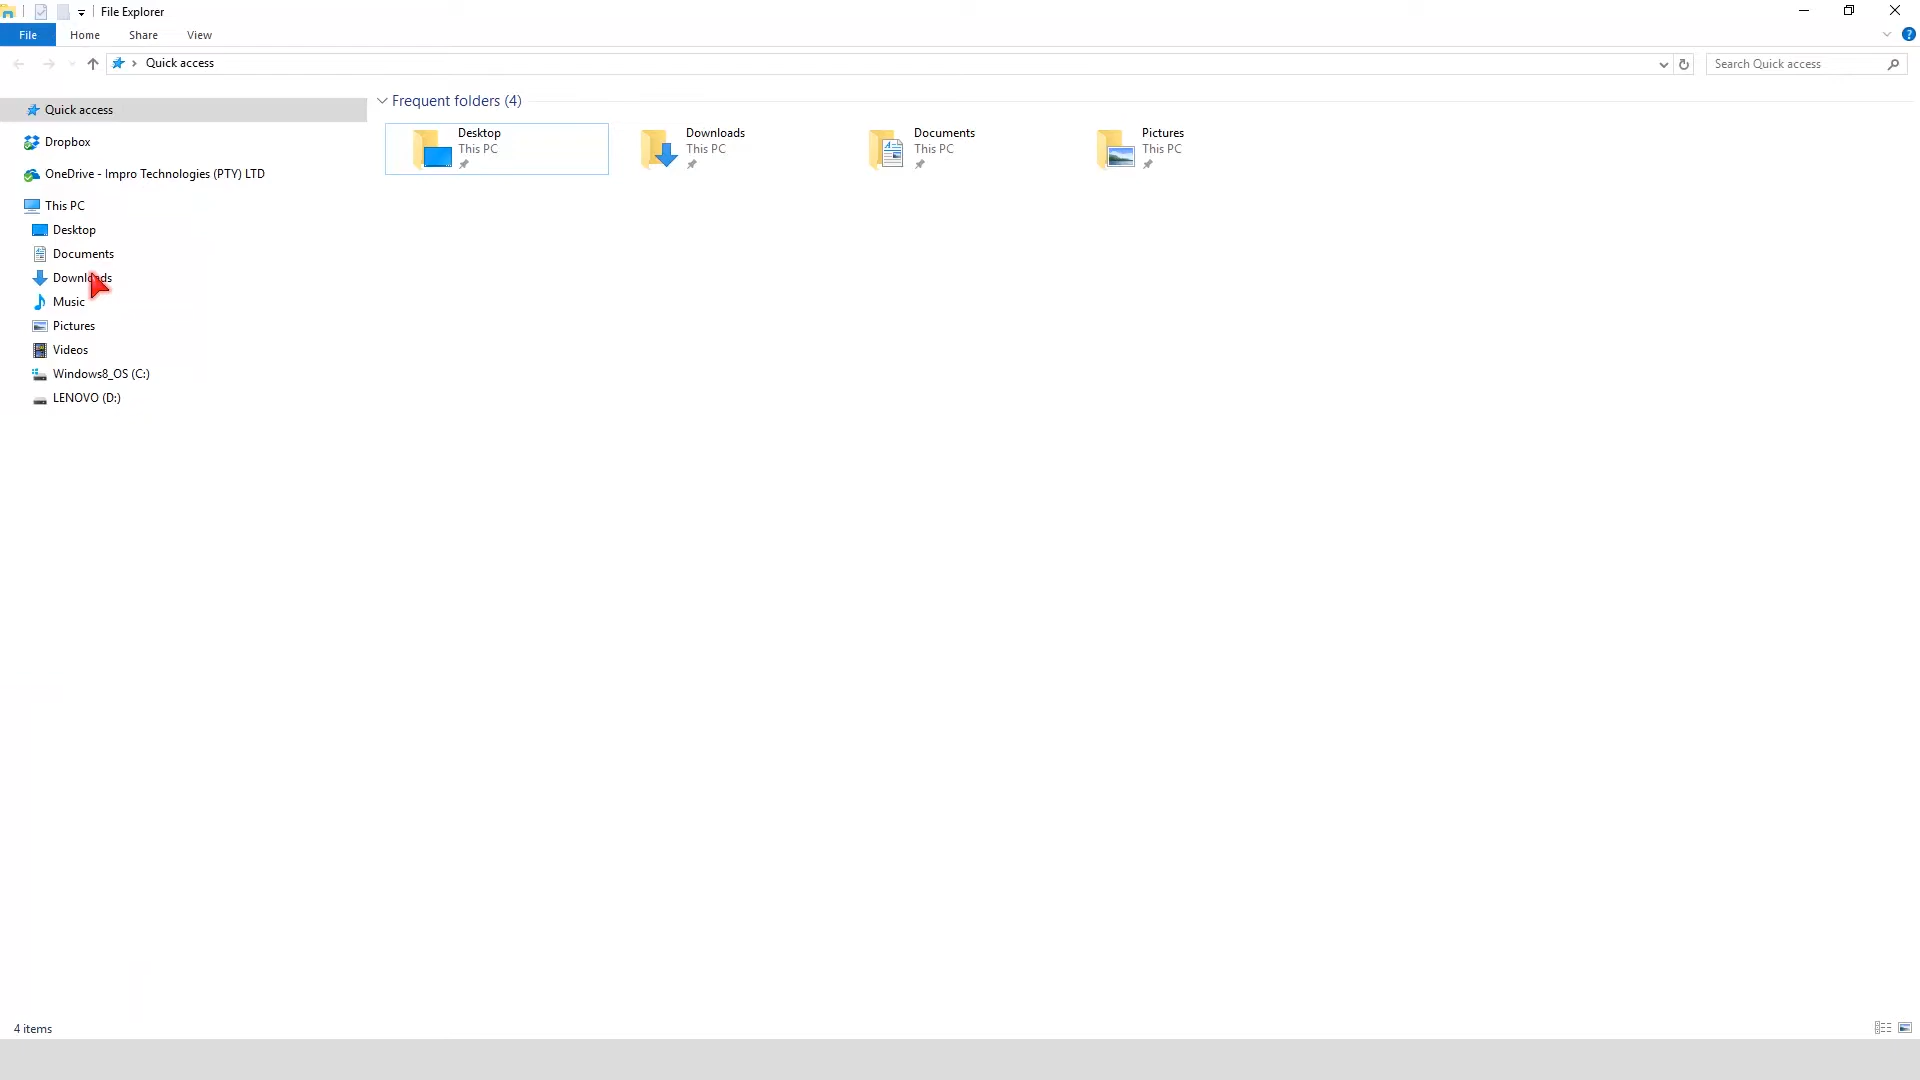 File Explorer
File
Home
Share
View
Quick access
Search Quick access
Quick access
Dropbox
OneDrive - Impro Technologies (PTY) LTD
This PC
Desktop
Documents
Downloads
Music
Pictures
Videos
Windows8_OS (C:)
LENOVO (D:)
Frequent folders (4)
Desktop
This PC
Downloads
This PC
Documents
This PC
Pictures
This PC
4 items